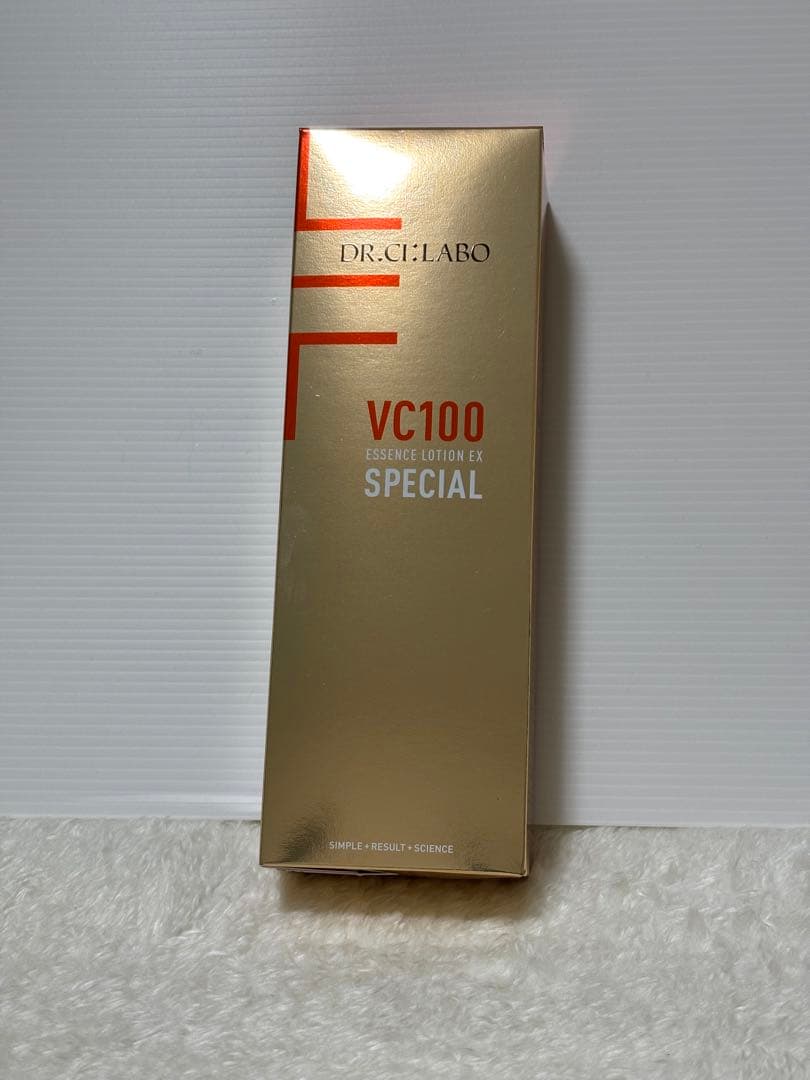 DR.CI:LABO
VC100
ESSENCE LOTION EX
SPECIAL
SIMPLE + RESULT + SCIENCE